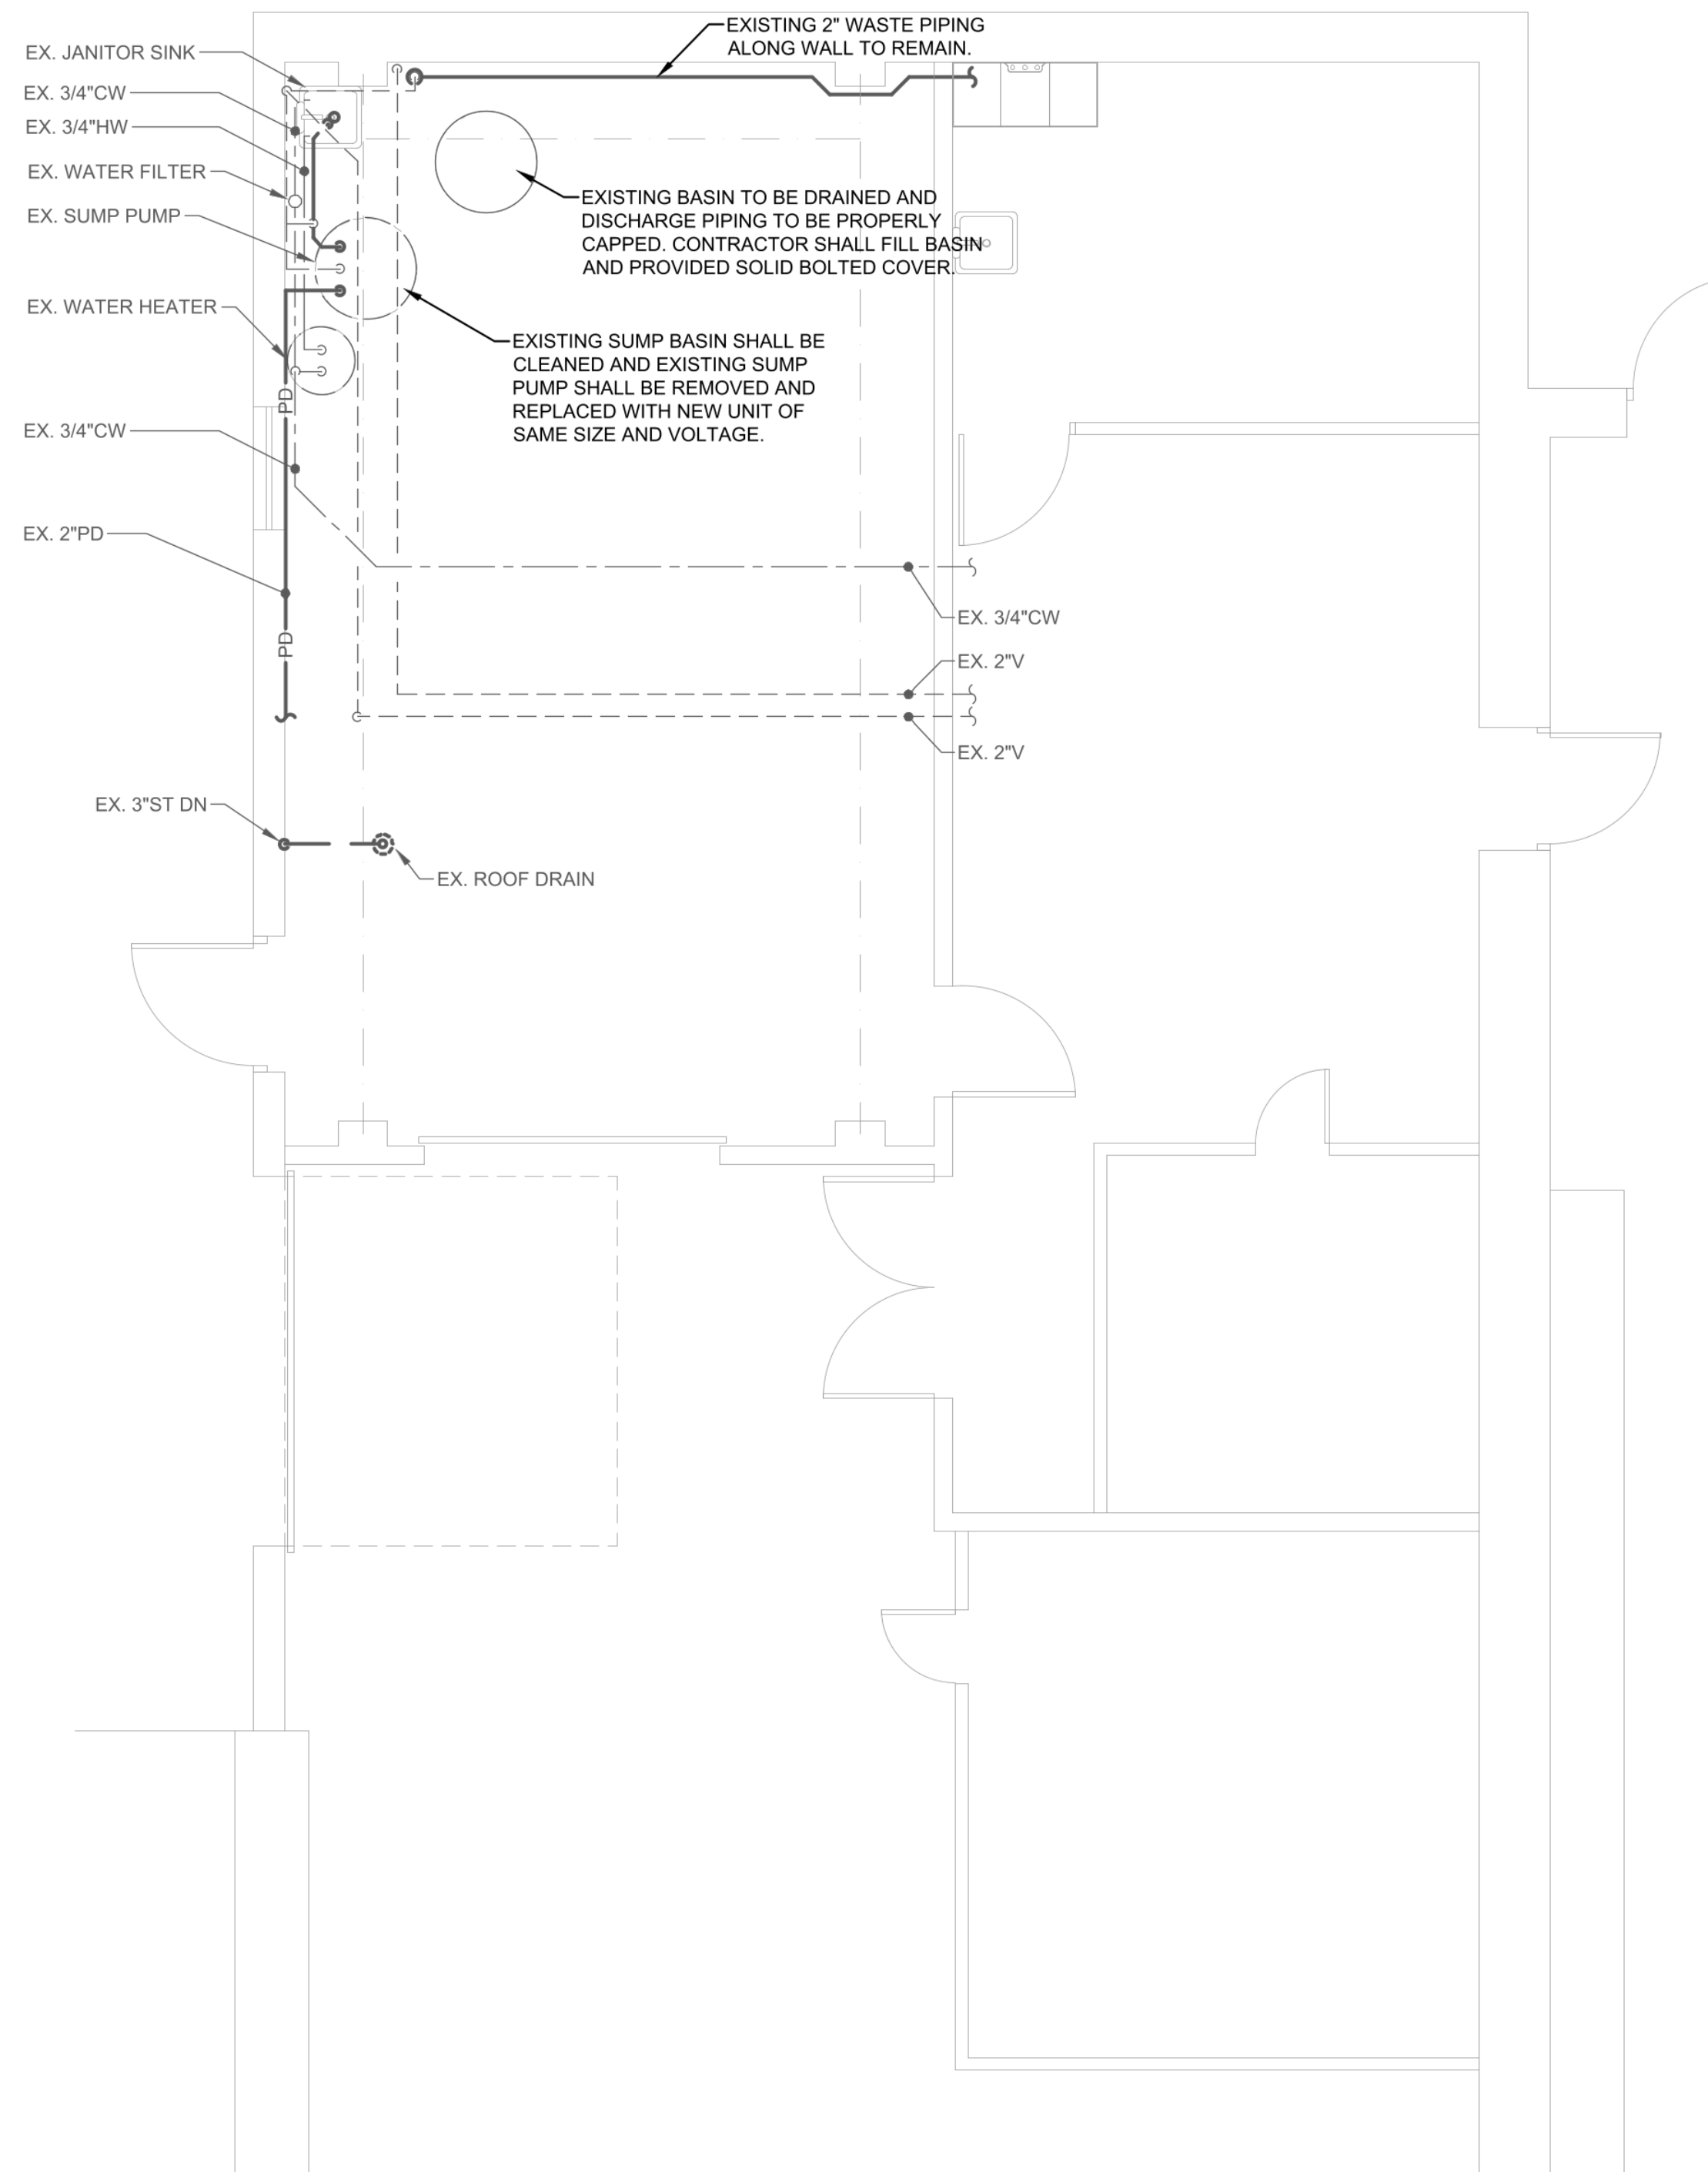 EXISTING 2" WASTE PIPING
ALONG WALL TO REMAIN.
EX. JANITOR SINK
EX. 3/4"CW
EX. 3/4"HW
EX. WATER FILTER
EX. SUMP PUMP
EXISTING BASIN TO BE DRAINED AND
DISCHARGE PIPING TO BE PROPERLY
CAPPED. CONTRACTOR SHALL FILL BASIN
AND PROVIDED SOLID BOLTED COVER.
EX. WATER HEATER
EXISTING SUMP BASIN SHALL BE
CLEANED AND EXISTING SUMP
PUMP SHALL BE REMOVED AND
REPLACED WITH NEW UNIT OF
SAME SIZE AND VOLTAGE.
PD
EX. 3/4"CW
EX. 2"PD
EX. 3/4"CW
PD
EX. 2"V
EX. 2"V
EX. 3"ST DN
EX. ROOF DRAIN